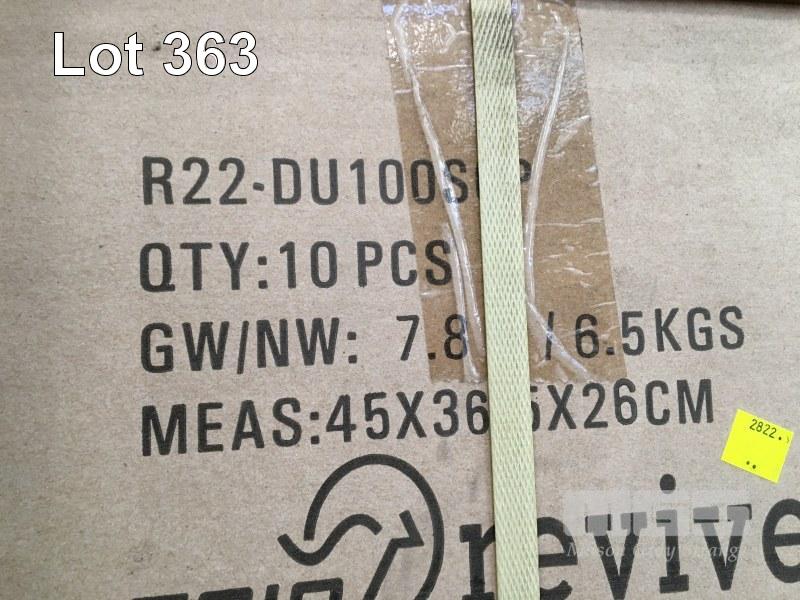 Lot 363
R22-DU100S
QTY:10 PCS
GW/NW: 7.8 / 6.5KGS
MEAS:45X36 5X26CM
2822.
revive